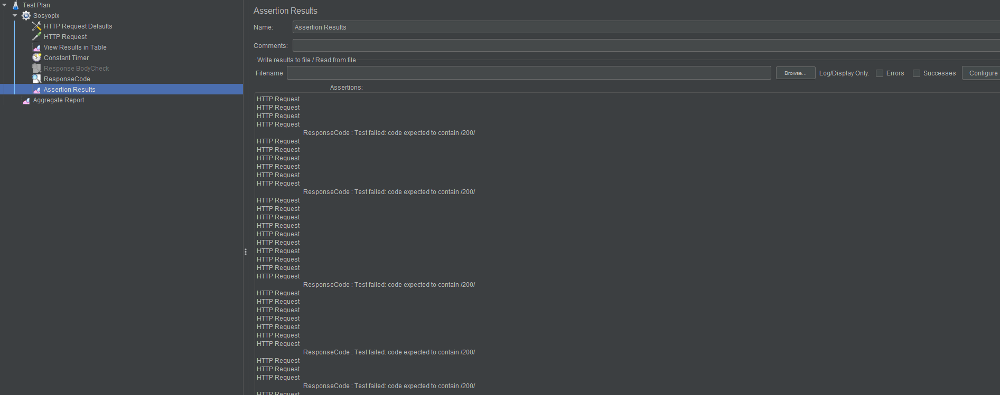 Test Plan
Sosyopix
HTTP Request Defaults
HTTP Request
View Results in Table
Constant Timer
Response BodyCheck
ResponseCode
Assertion Results
Aggregate Report
Assertion Results
Name: Assertion Results
Comments:
Write results to file / Read from file
Filename Browse... Log/Display Only: Errors Successes Configure
Assertions:
HTTP Request
HTTP Request
HTTP Request
HTTP Request
ResponseCode : Test failed: code expected to contain /200/
HTTP Request
HTTP Request
HTTP Request
HTTP Request
HTTP Request
HTTP Request
ResponseCode : Test failed: code expected to contain /200/
HTTP Request
HTTP Request
HTTP Request
HTTP Request
HTTP Request
HTTP Request
HTTP Request
HTTP Request
HTTP Request
HTTP Request
ResponseCode : Test failed: code expected to contain /200/
HTTP Request
HTTP Request
HTTP Request
HTTP Request
HTTP Request
HTTP Request
HTTP Request
ResponseCode : Test failed: code expected to contain /200/
HTTP Request
HTTP Request
HTTP Request
ResponseCode : Test failed: code expected to contain /200/
HTTP Request